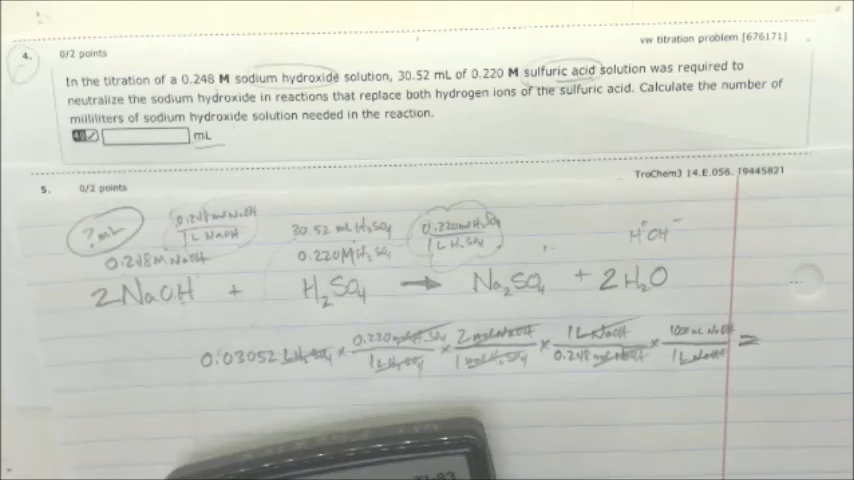 4. 0/2 points vw titration problem [676171]
In the titration of a 0.248 M sodium hydroxide solution, 30.52 mL of 0.220 M sulfuric acid solution was required to
neutralize the sodium hydroxide in reactions that replace both hydrogen ions of the sulfuric acid. Calculate the number of
milliliters of sodium hydroxide solution needed in the reaction.
mL
5. 0/2 points TroChem3 14.E.056. [9445821
? mL 0.248 mol NaOH / 1 L NaOH 30.52 mL H2SO4 0.220 mol H2SO4 / 1 L H2SO4 H+ OH-
0.248 M NaOH 0.220 M H2SO4
2 NaOH + H2SO4 → Na2SO4 + 2 H2O
0.03052 L H2SO4 × 0.220 mol H2SO4 / 1 L H2SO4 × 2 mol NaOH / 1 mol H2SO4 × 1 L NaOH / 0.248 mol NaOH × 1000 mL NaOH / 1 L NaOH =